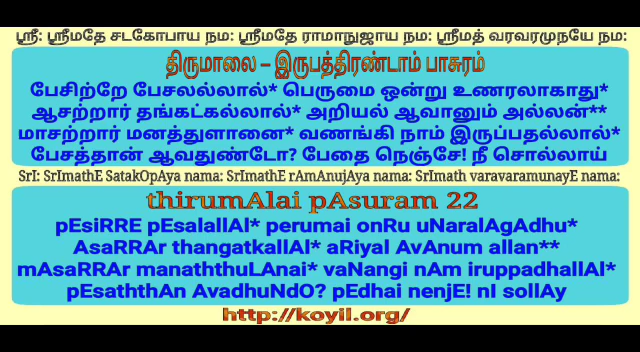 ஸ்ரீ: ஸ்ரீமதே சடகோபாய நம: ஸ்ரீமதே ராமாநுஜாய நம: ஸ்ரீமத் வரவரமுநயே நம:
திருமாலை – இருபத்திரண்டாம் பாசுரம்
பேசிற்றே பேசலல்லால்* பெருமை ஒன்று உணரலாகாது*
ஆசற்றார் தங்கட்கல்லால்* அறியல் ஆவானும் அல்லன்**
மாசற்றார் மனத்துளானை* வணங்கி நாம் இருப்பதல்லால்*
பேசத்தான் ஆவதுண்டோ? பேதை நெஞ்சே! நீ சொல்லாய்
SrI: SrImathE SatakOpAya nama: SrImathE rAmAnujAya nama: SrImath varavaramunayE nama:
thirumAlai pAsuram 22
pEsiRRE pEsalallAl* perumai onRu uNaralAgAdhu*
AsaRRAr thangatkallAl* aRiyal AvAnum allan**
mAsaRRAr manaththuLAnai* vaNangi nAm iruppadhallAl*
pEsaththAn AvadhuNdO? pEdhai nenjE! nI sollAy
http://koyil.org/